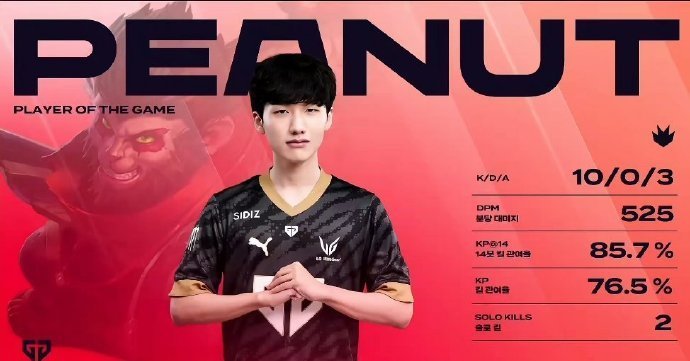 PEANUT
PLAYER OF THE GAME
K/D/A 10/0/3
DPM 525
분당 대미지
KP@14 85.7 %
14분 킬 관여율
KP 76.5 %
킬 관여율
SOLO KILLS 2
솔로 킬
SIDIZ
GEN